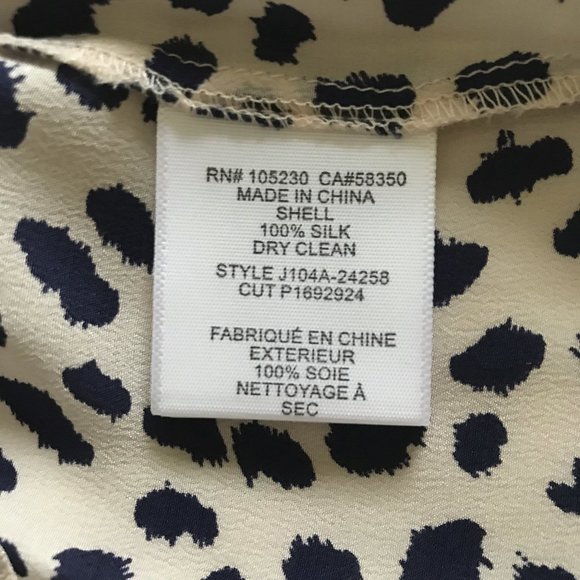 RN# 105230 CA#58350
MADE IN CHINA
SHELL
100% SILK
DRY CLEAN
STYLE J104A-24258
CUT P1692924
FABRIQUÉ EN CHINE
EXTERIEUR
100% SOIE
NETTOYAGE À
SEC